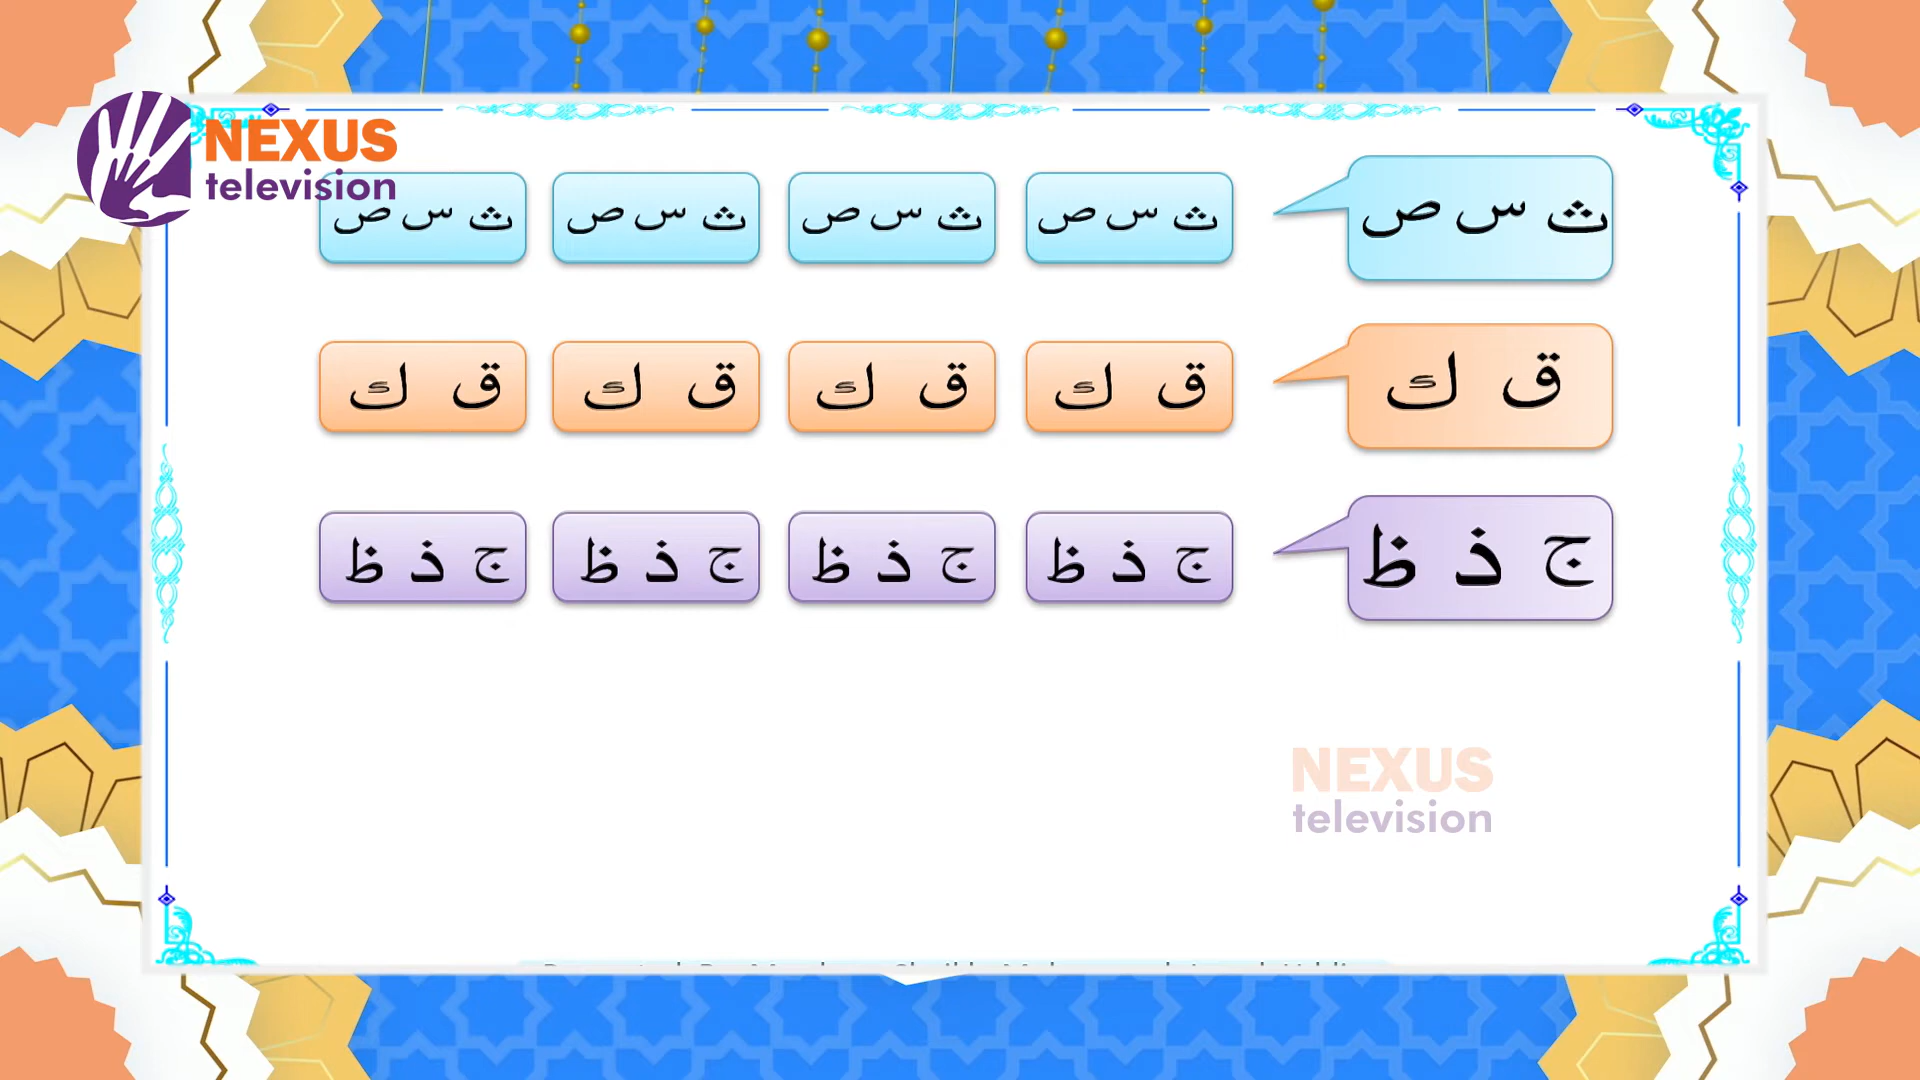 NEXUS
television
ث س ص ث س ص ث س ص ث س ص ث س ص
ق ك ق ك ق ك ق ك ق ك
ج ذ ظ ج ذ ظ ج ذ ظ ج ذ ظ ج ذ ظ
NEXUS
television